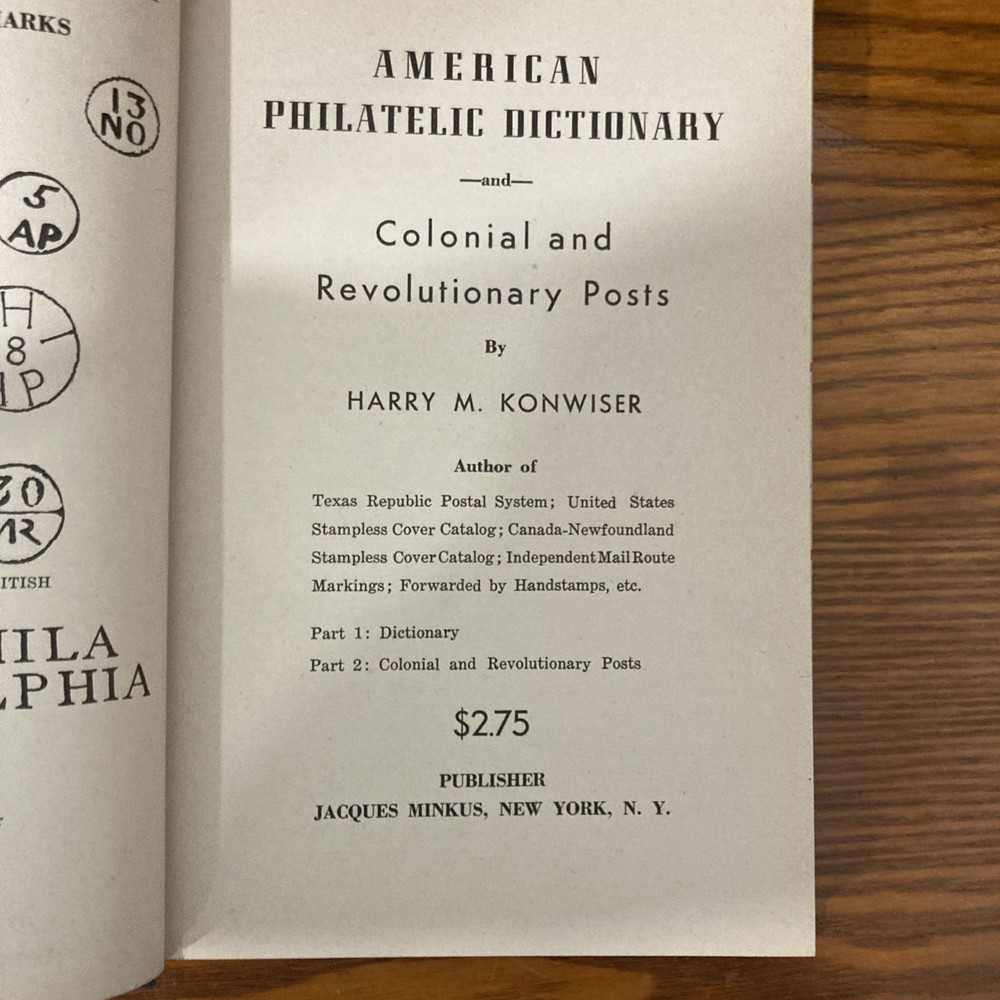 ARKS
13
NO
5
AP
H
8
P
30
ITISH
ILA
PHIA
AMERICAN
PHILATELIC DICTIONARY
—and—
Colonial and
Revolutionary Posts
By
HARRY M. KONWISER
Author of
Texas Republic Postal System; United States
Stampless Cover Catalog; Canada-Newfoundland
Stampless Cover Catalog; Independent Mail Route
Markings; Forwarded by Handstamps, etc.
Part 1: Dictionary
Part 2: Colonial and Revolutionary Posts
$2.75
PUBLISHER
JACQUES MINKUS, NEW YORK, N. Y.